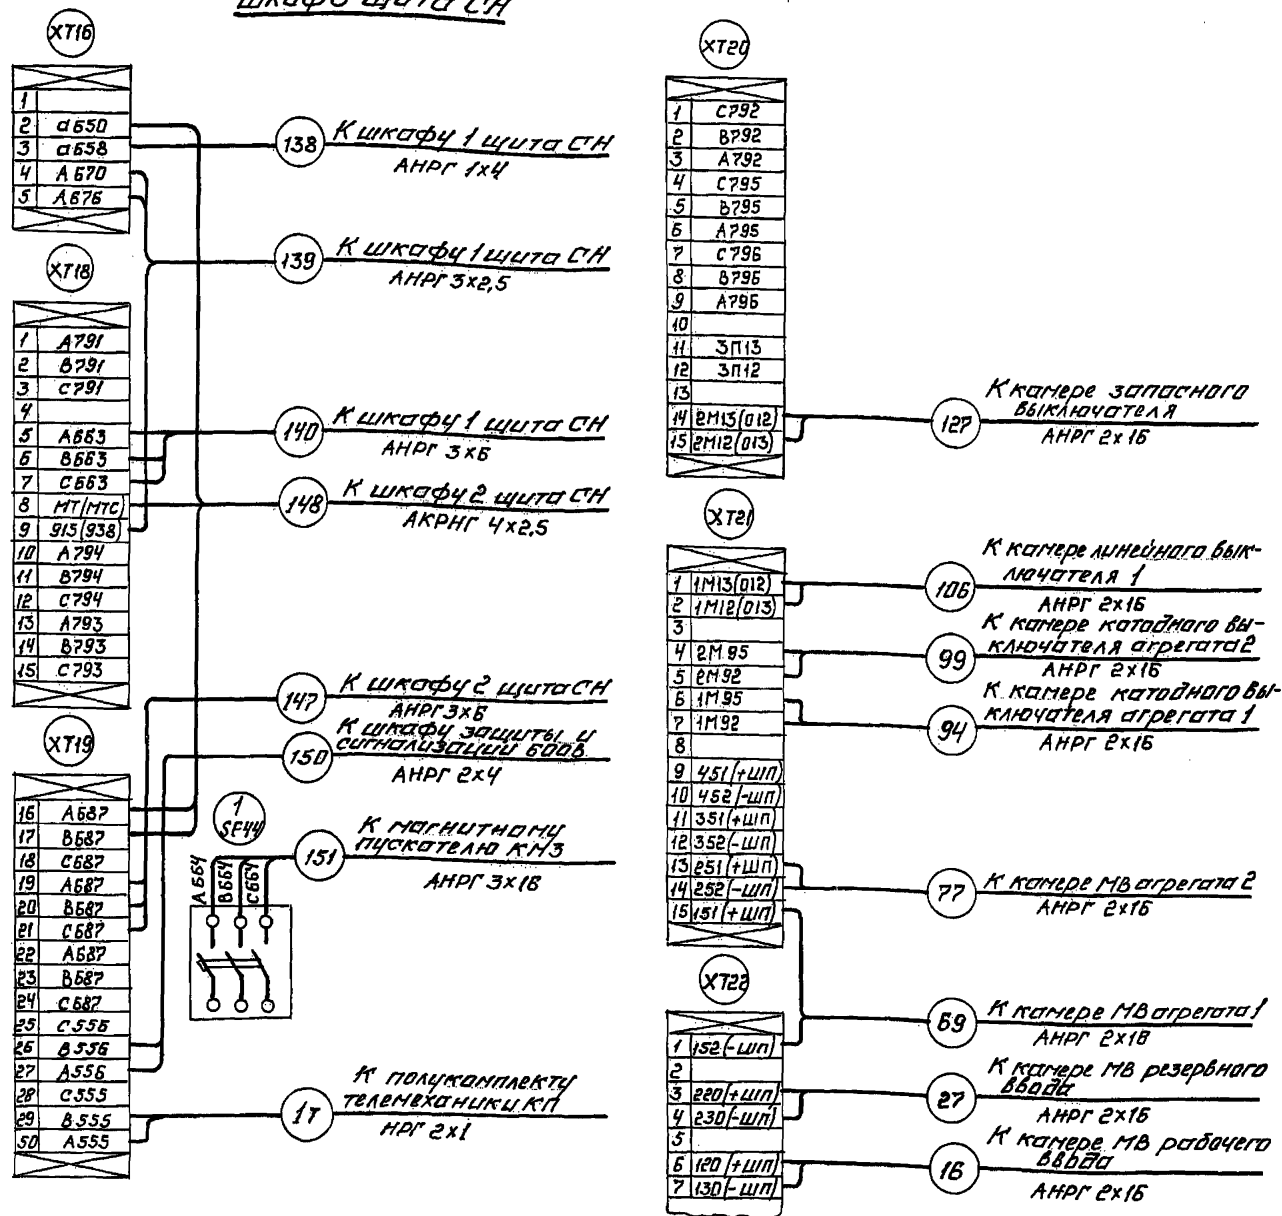 шкафы щита СН
ХТ16
1
2 а650
3 а658
4 А670
5 А676
138 К шкафу 1 щита СН
АНРГ 1х4
139 К шкафу 1 щита СН
АНРГ 3х2,5
ХТ18
1 А791
2 В791
3 С791
4
5 А663
6 В663
7 С663
8 МТ(МТС)
9 915(938)
10 А794
11 В794
12 С794
13 А793
14 В793
15 С793
140 К шкафу 1 щита СН
АНРГ 3х6
148 К шкафу 2 щита СН
АКРНГ 4х2,5
147 К шкафу 2 щита СН
АНРГ 3х6
150 К шкафу защиты и
сигнализации 600В
АНРГ 2х4
ХТ19
16 А687
17 В687
18 С687
19 А687
20 В687
21 С687
22 А687
23 В687
24 С687
25 С556
26 В556
27 А556
28 С555
29 В555
50 А555
1
SF44
А664
В664
С664
151 К магнитному
пускателю КМ3
АНРГ 3х16
1Т К полукомплекту
телемеханики КП
НРГ 2х1
ХТ20
1 С792
2 В792
3 А792
4 С795
5 В795
6 А795
7 С796
8 В796
9 А796
10
11 3П13
12 3П12
13
14 2М13(012)
15 2М12(013)
127 К камере запасного
выключателя
АНРГ 2х16
ХТ21
1 1М13(012)
2 1М12(013)
3
4 2М95
5 2М92
6 1М95
7 1М92
8
9 451(+ШП)
10 452(-ШП)
11 351(+ШП)
12 352(-ШП)
13 251(+ШП)
14 252(-ШП)
15 151(+ШП)
106 К камере линейного вык-
лючателя 1
АНРГ 2х16
99 К камере катодного вы-
ключателя агрегата 2
АНРГ 2х16
94 К камере катодного вы-
ключателя агрегата 1
АНРГ 2х16
77 К камере МВ агрегата 2
АНРГ 2х16
ХТ22
1 152(-ШП)
2
3 220(+ШП)
4 230(-ШП)
5
6 120(+ШП)
7 130(-ШП)
69 К камере МВ агрегата 1
АНРГ 2х16
27 К камере МВ резервного
ввода
АНРГ 2х16
16 К камере МВ рабочего
ввода
АНРГ 2х16